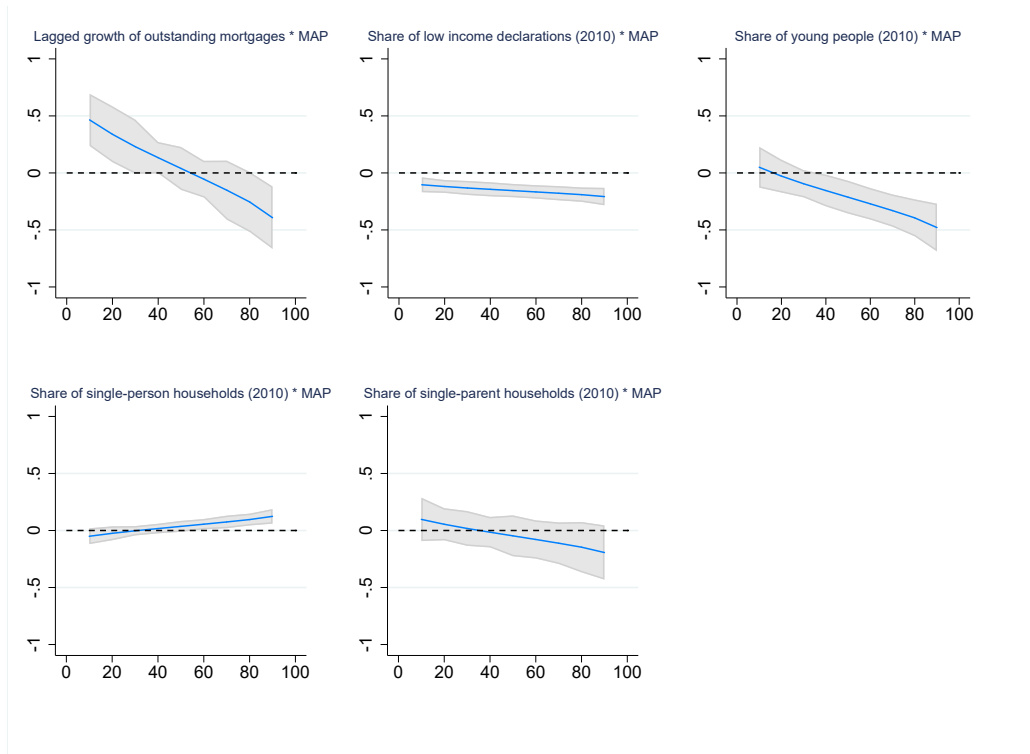 Lagged growth of outstanding mortgages * MAP
1
.5
0
-.5
-1
0 20 40 60 80 100
Share of low income declarations (2010) * MAP
1
.5
0
-.5
-1
0 20 40 60 80 100
Share of young people (2010) * MAP
1
.5
0
-.5
-1
0 20 40 60 80 100
Share of single-person households (2010) * MAP
1
.5
0
-.5
-1
0 20 40 60 80 100
Share of single-parent households (2010) * MAP
1
.5
0
-.5
-1
0 20 40 60 80 100